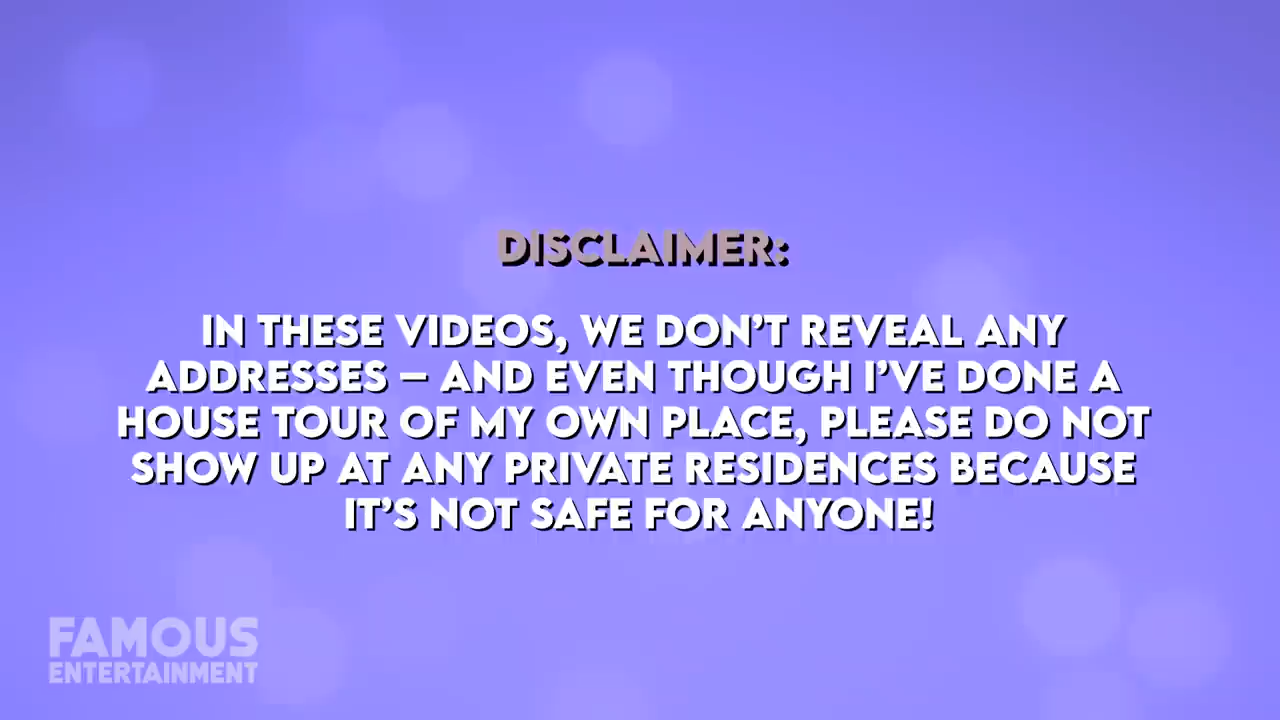 DISCLAIMER:
IN THESE VIDEOS, WE DON'T REVEAL ANY
ADDRESSES – AND EVEN THOUGH I'VE DONE A
HOUSE TOUR OF MY OWN PLACE, PLEASE DO NOT
SHOW UP AT ANY PRIVATE RESIDENCES BECAUSE
IT'S NOT SAFE FOR ANYONE!
FAMOUS
ENTERTAINMENT